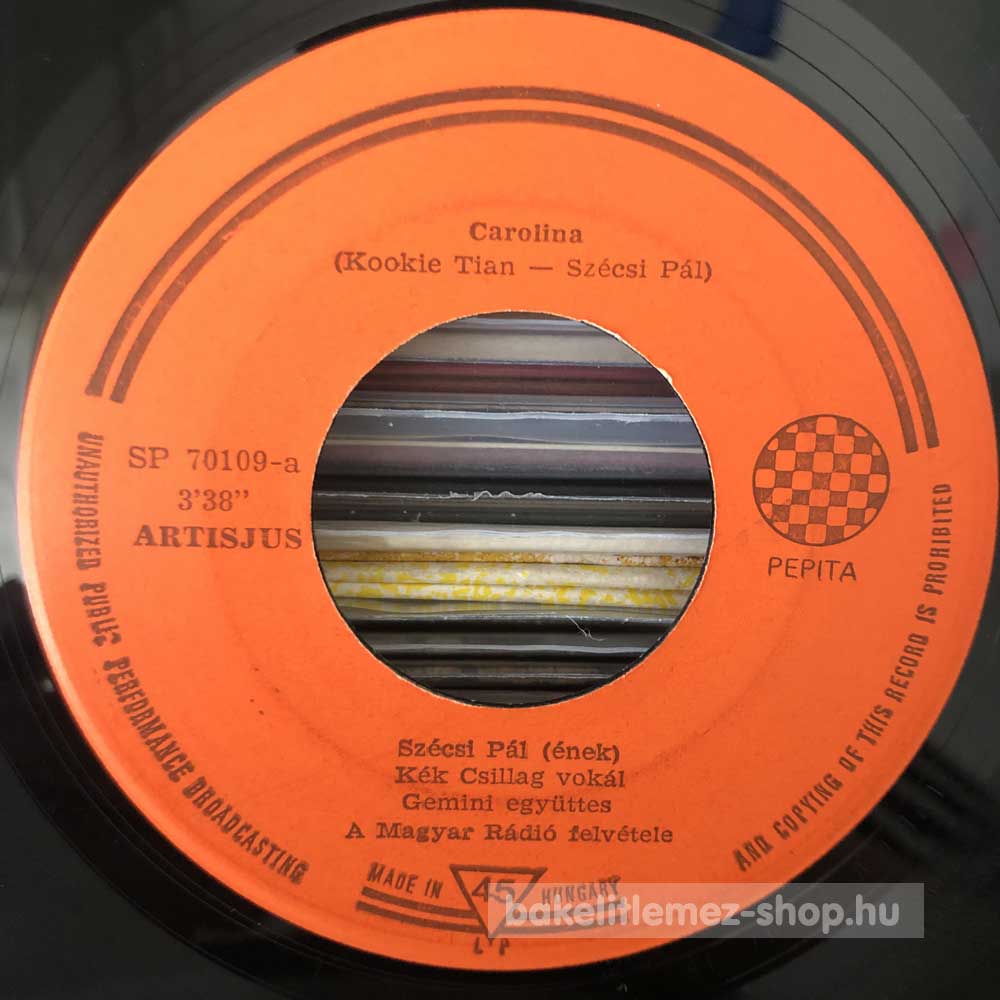 Carolina
(Kookie Tian — Szécsi Pál)
SP 70109-a
3'38"
ARTISJUS
PEPITA
Szécsi Pál (ének)
Kék Csillag vokál
Gemini együttes
A Magyar Rádió felvétele
UNAUTHORIZED PUBLIC PERFORMANCE BROADCASTING
AND COPYING OF THIS RECORD IS PROHIBITED
MADE IN 45 HUNGARY
LP
bakelitlemez-shop.hu